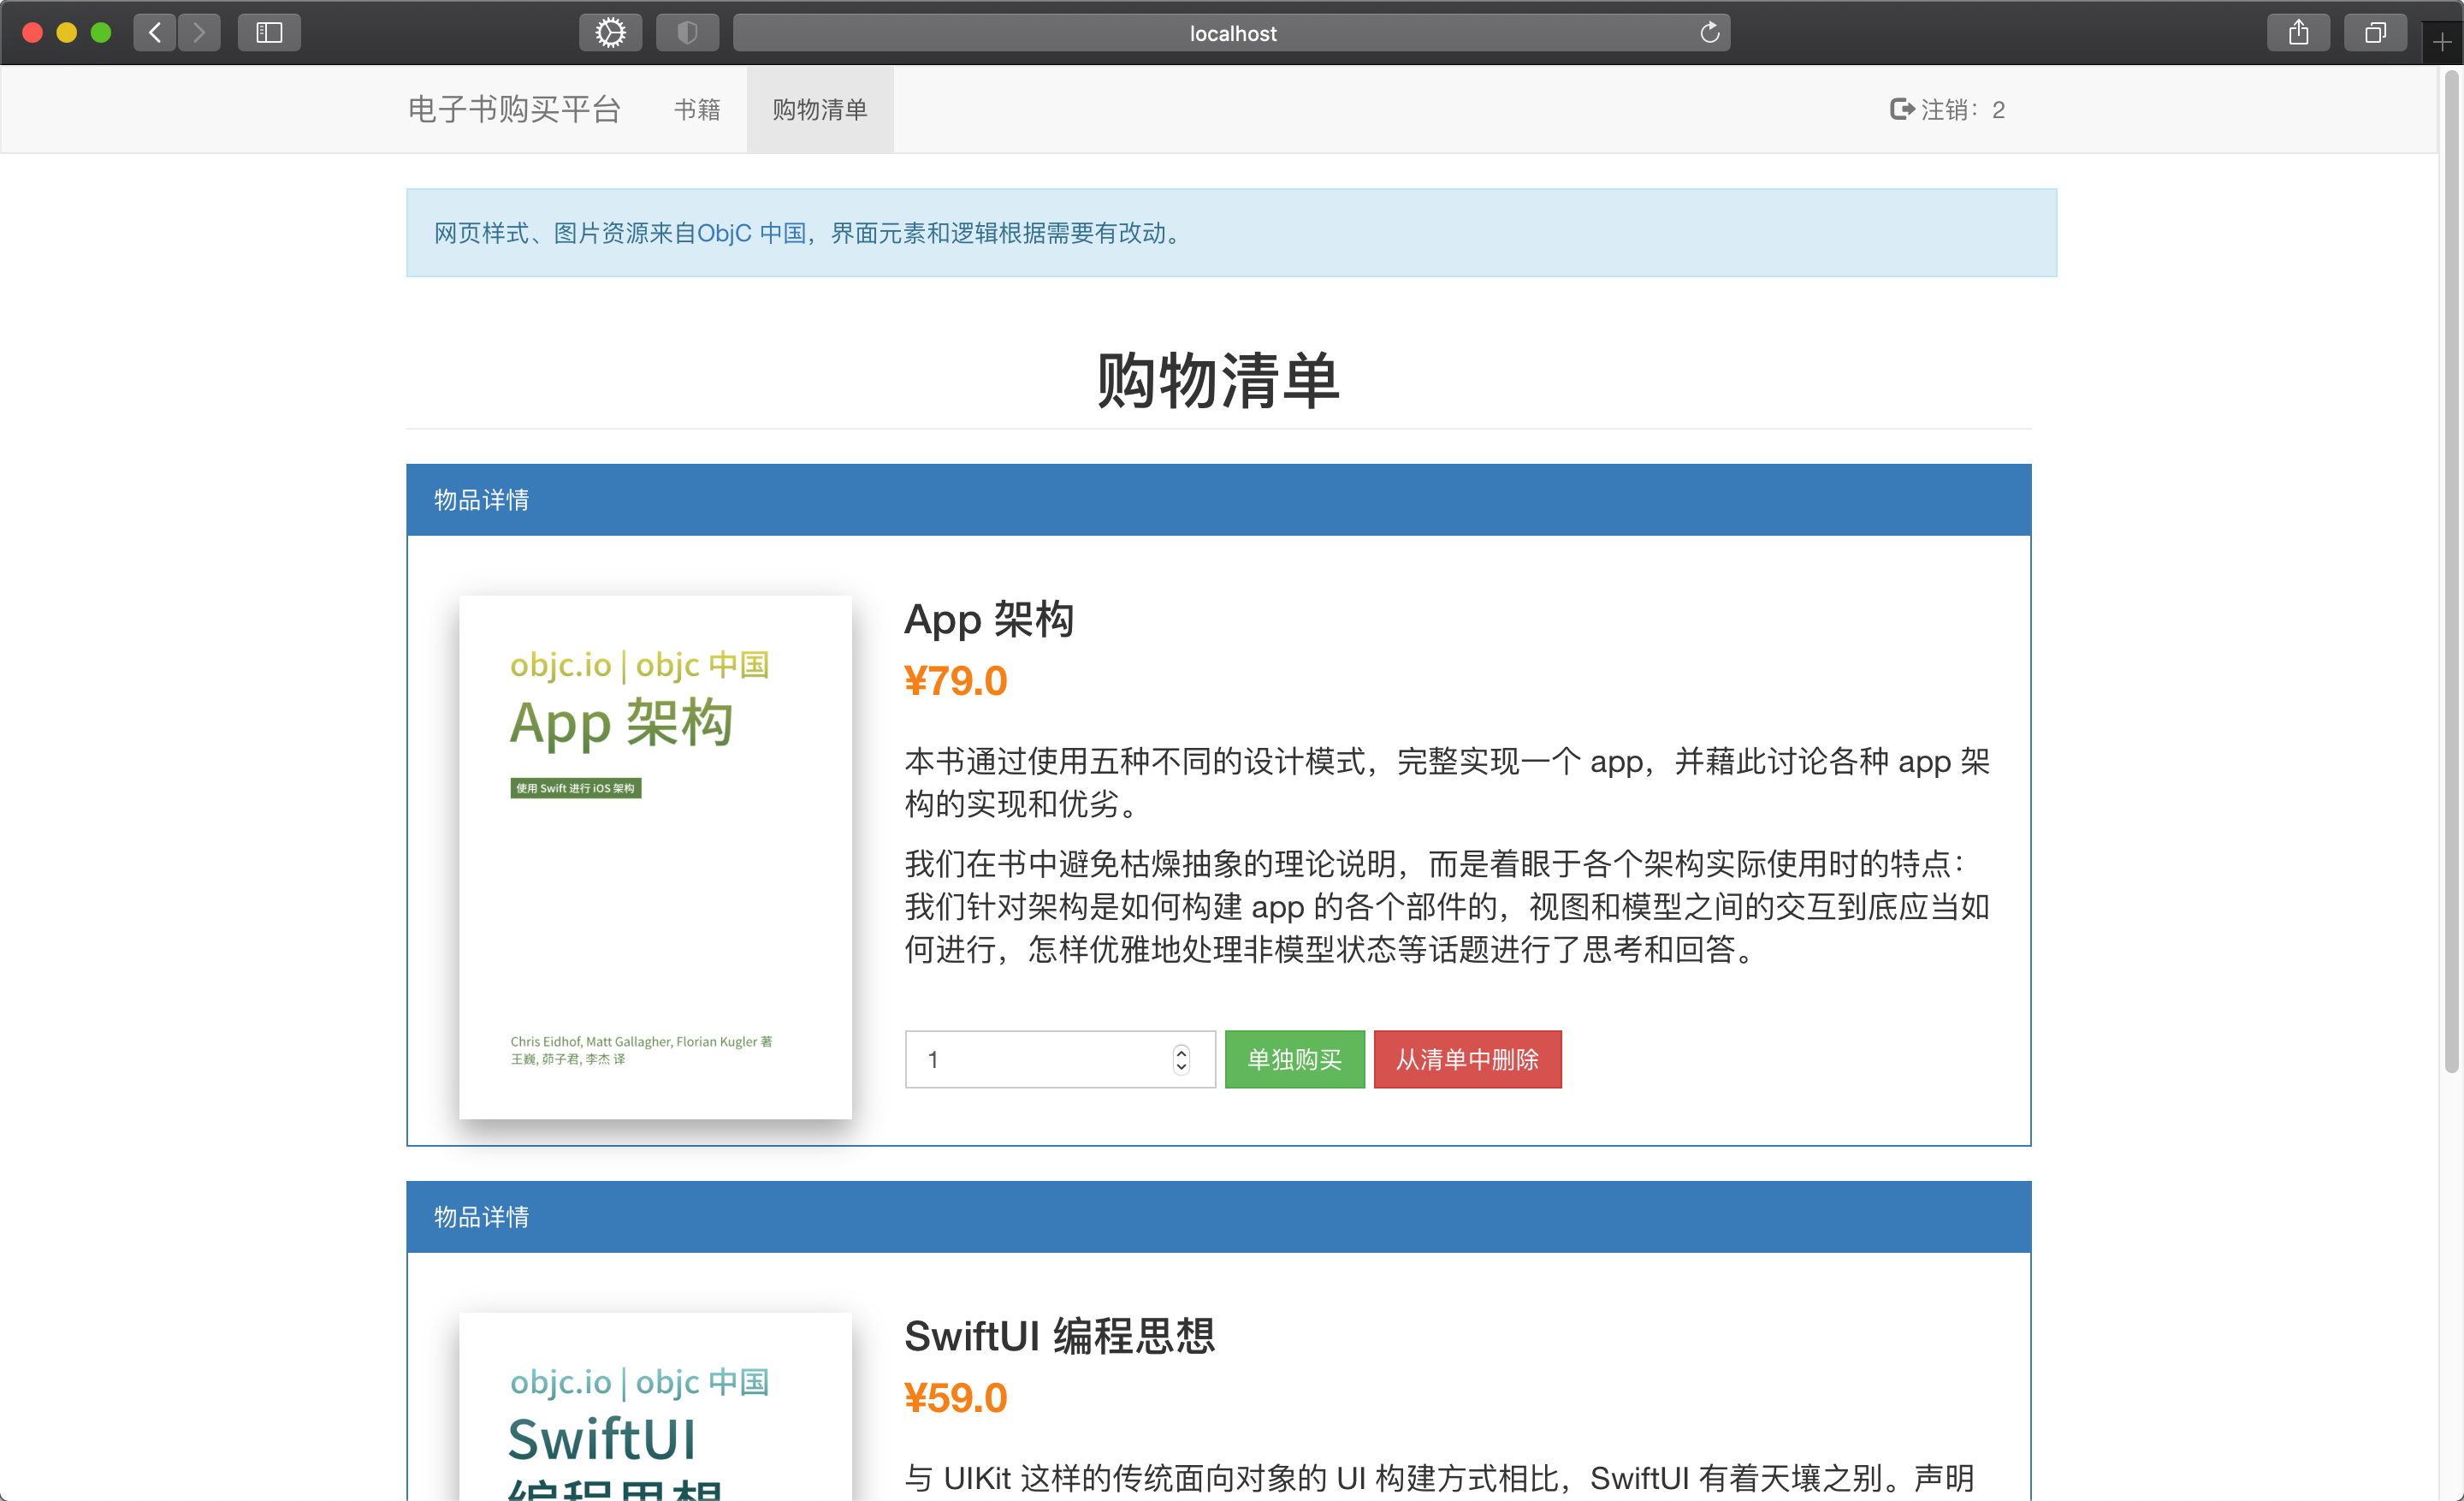 localhost
电子书购买平台 书籍 购物清单 注销：2
网页样式、图片资源来自ObjC 中国，界面元素和逻辑根据需要有改动。
购物清单
物品详情
objc.io | objc 中国
App 架构
使用 Swift 进行 iOS 架构
Chris Eidhof, Matt Gallagher, Florian Kugler 著
王巍, 茆子君, 李杰 译
App 架构
¥79.0
本书通过使用五种不同的设计模式，完整实现一个 app，并藉此讨论各种 app 架
构的实现和优劣。
我们在书中避免枯燥抽象的理论说明，而是着眼于各个架构实际使用时的特点：
我们针对架构是如何构建 app 的各个部件的，视图和模型之间的交互到底应当如
何进行，怎样优雅地处理非模型状态等话题进行了思考和回答。
1 单独购买 从清单中删除
物品详情
objc.io | objc 中国
SwiftUI
编程思想
SwiftUI 编程思想
¥59.0
与 UIKit 这样的传统面向对象的 UI 构建方式相比，SwiftUI 有着天壤之别。声明